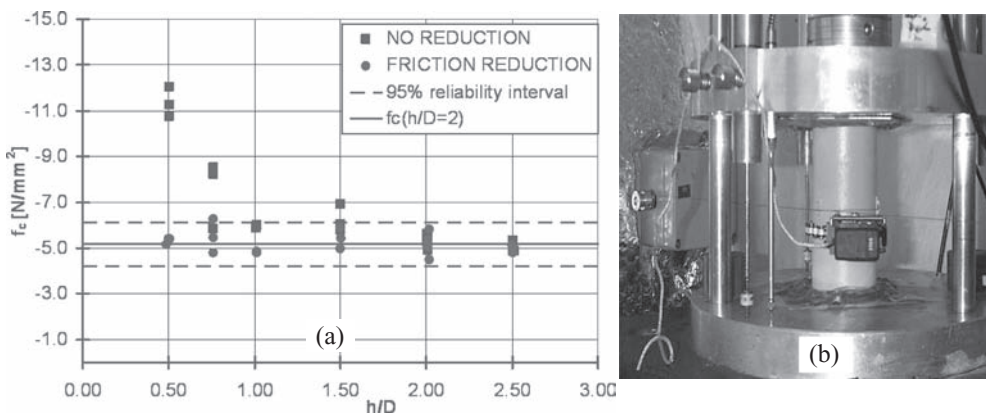 -15.0
-13.0
-11.0
-9.0
-7.0
-5.0
-3.0
-1.0
fc [N/mm²]
NO REDUCTION
FRICTION REDUCTION
95% reliability interval
fc(h/D=2)
(a)
0.00 0.50 1.00 1.50 2.00 2.50 3.00
h/D
(b)